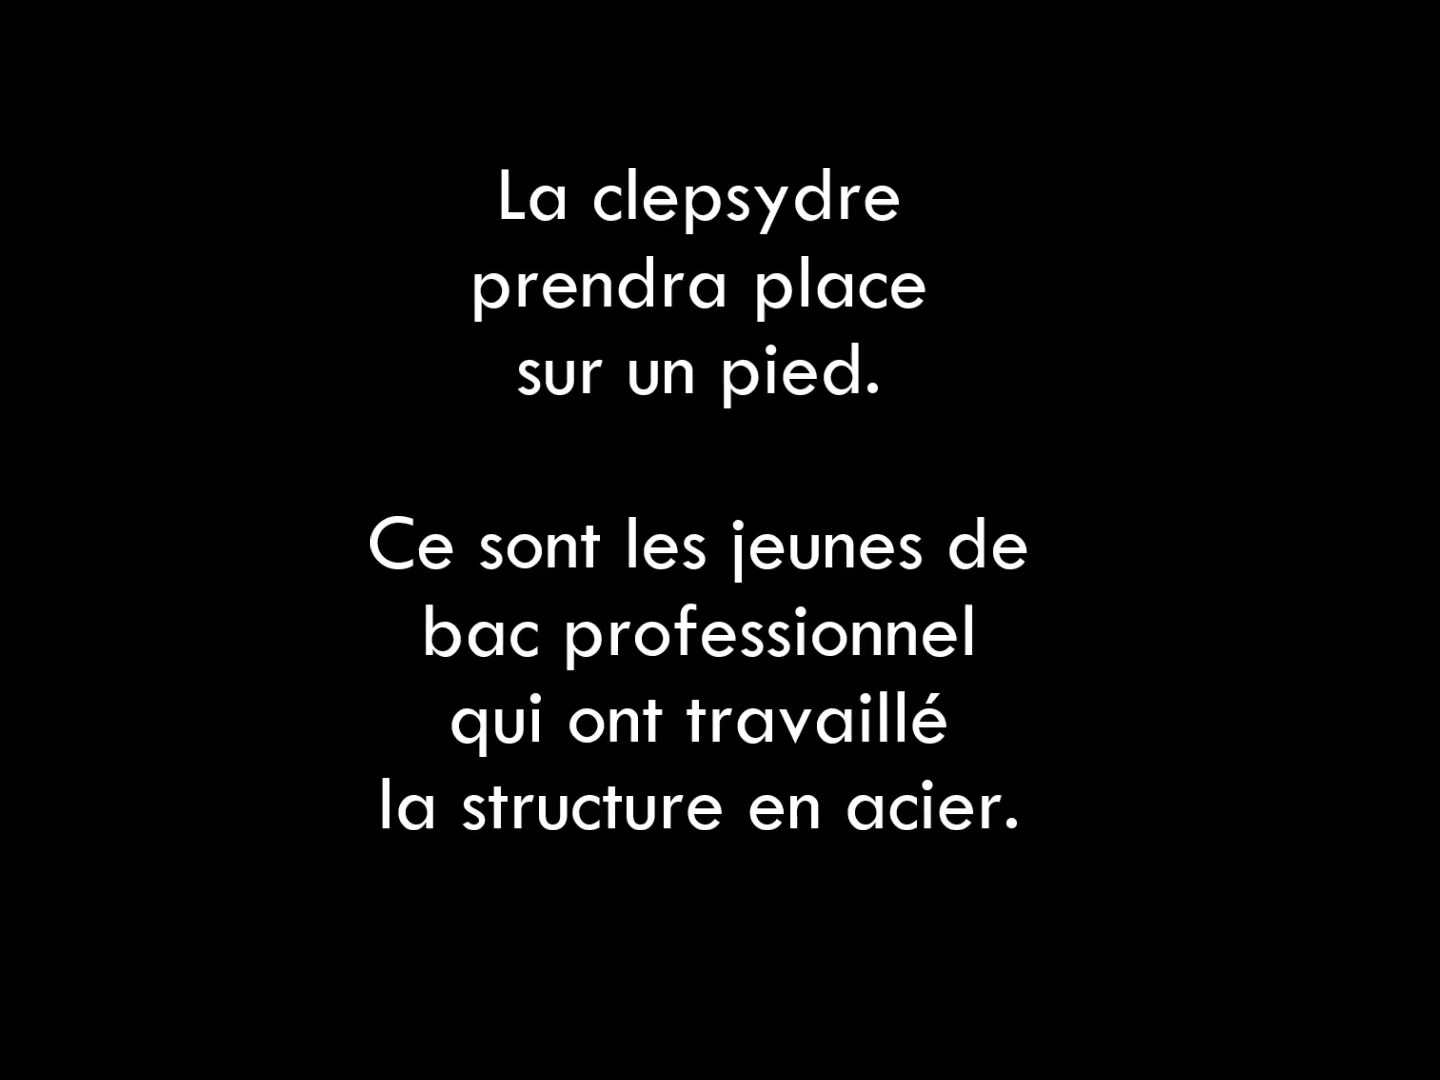 La clepsydre
prendra place
sur un pied.
Ce sont les jeunes de
bac professionnel
qui ont travaillé
la structure en acier.